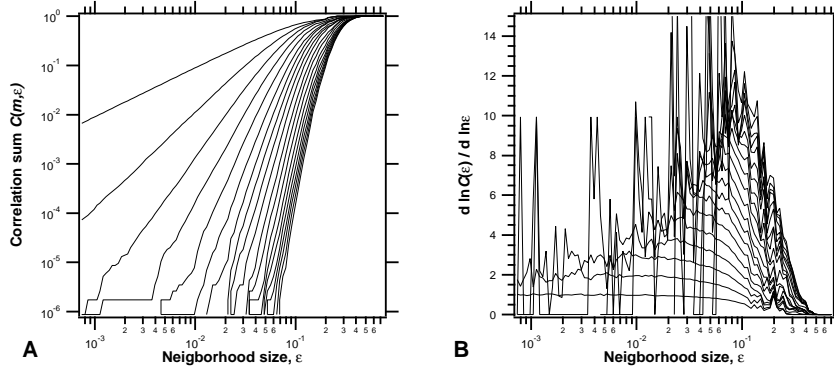 10^0
10^-1
10^-2
10^-3
10^-4
10^-5
10^-6
Correlation sum C(m,ε)
10^-3 2 4 5 6 10^-2 2 3 4 5 6 10^-1 2 3 4 5 6
Neigborhood size, ε
A
14
12
10
8
6
4
2
0
d lnC(ε) / d lnε
10^-3 2 3 4 5 6 10^-2 2 3 4 5 6 10^-1 2 3 4 5 6
Neigborhood size, ε
B